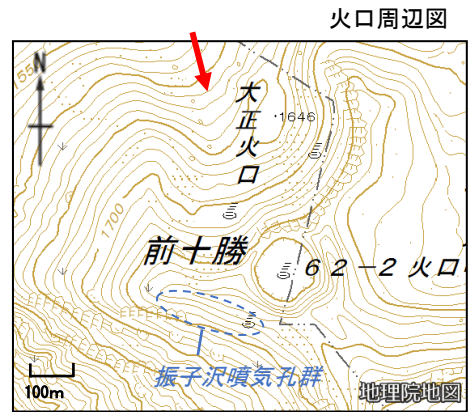 火口周辺図
N
1550
大正火口
・1646
1700
前十勝
62-2 火口
振子沢噴気孔群
100m
地理院地図